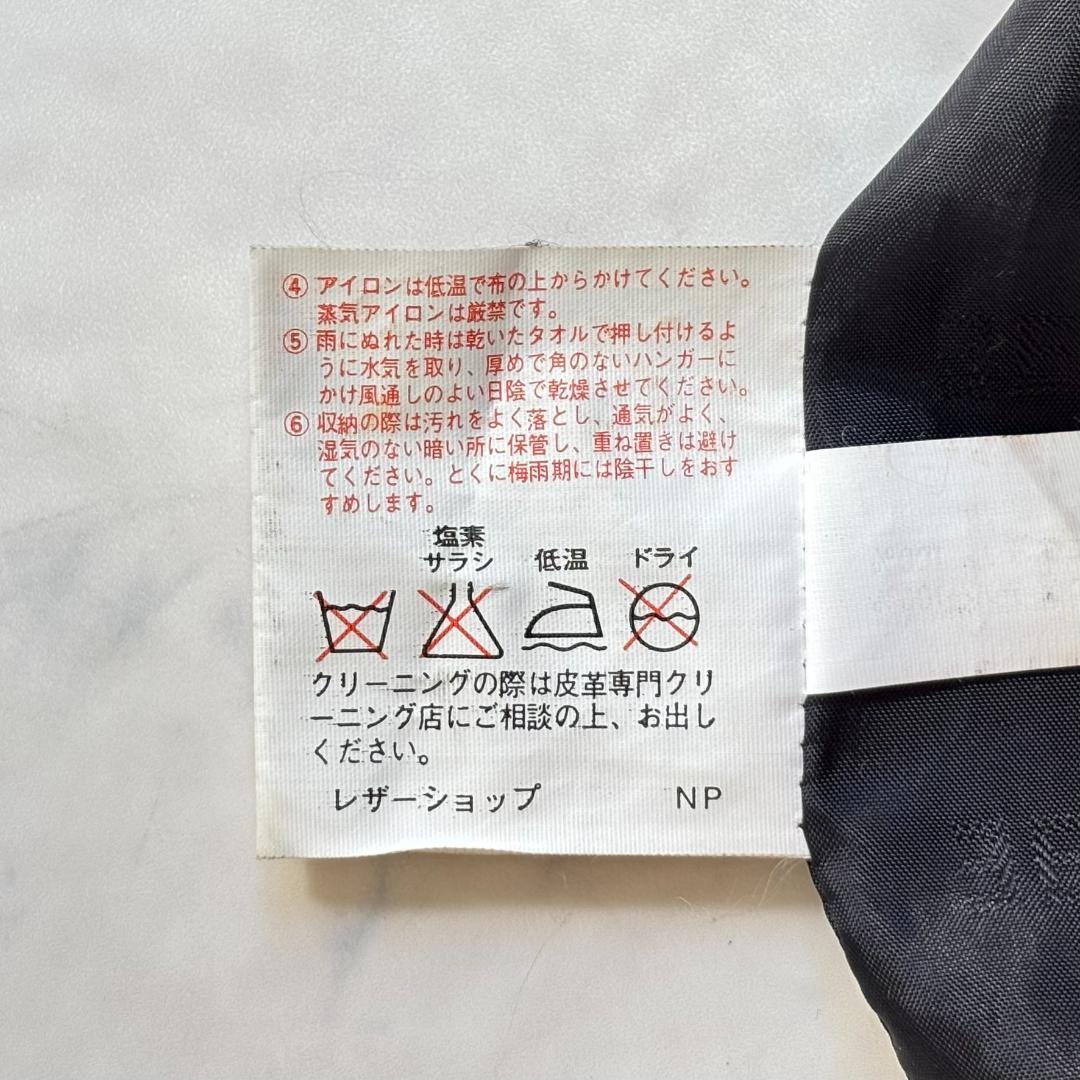 ④ アイロンは低温で布の上からかけてください。
蒸気アイロンは厳禁です。
⑤ 雨にぬれた時は乾いたタオルで押し付けるよ
うに水気を取り、厚めで角のないハンガーに
かけ風通しのよい日陰で乾燥させてください。
⑥ 収納の際は汚れをよく落とし、通気がよく、
湿気のない暗い所に保管し、重ね置きは避け
てください。とくに梅雨期には陰干しをおす
すめします。
塩素
サラシ 低温 ドライ
クリーニングの際は皮革専門クリ
ーニング店にご相談の上、お出し
ください。
レザーショップ NP